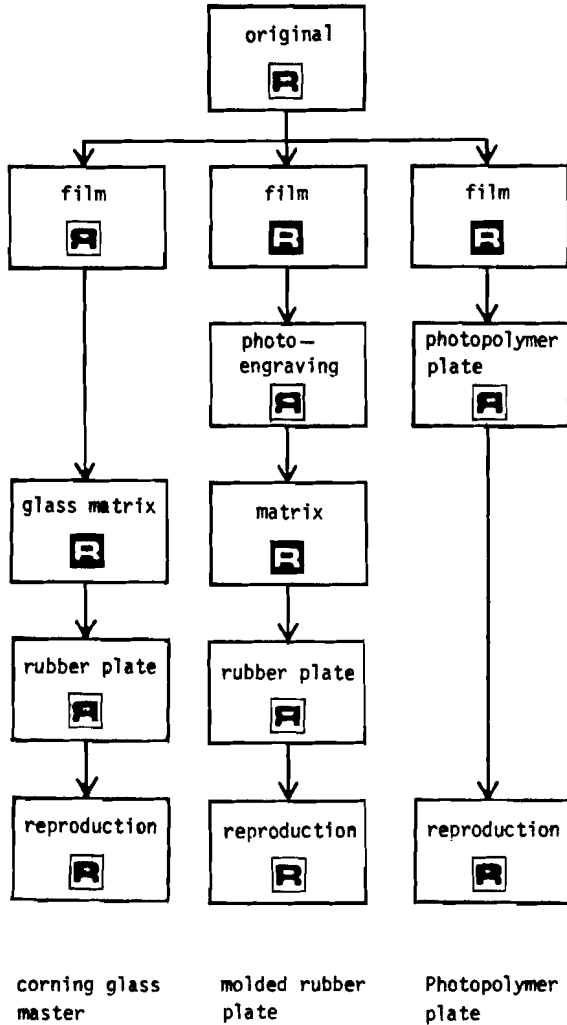 original
R
film
Я
film
R
film
R
photo—
engraving
Я
photopolymer
plate
Я
glass matrix
R
matrix
R
rubber plate
Я
rubber plate
Я
reproduction
R
reproduction
R
reproduction
R
corning glass
master
molded rubber
plate
Photopolymer
plate